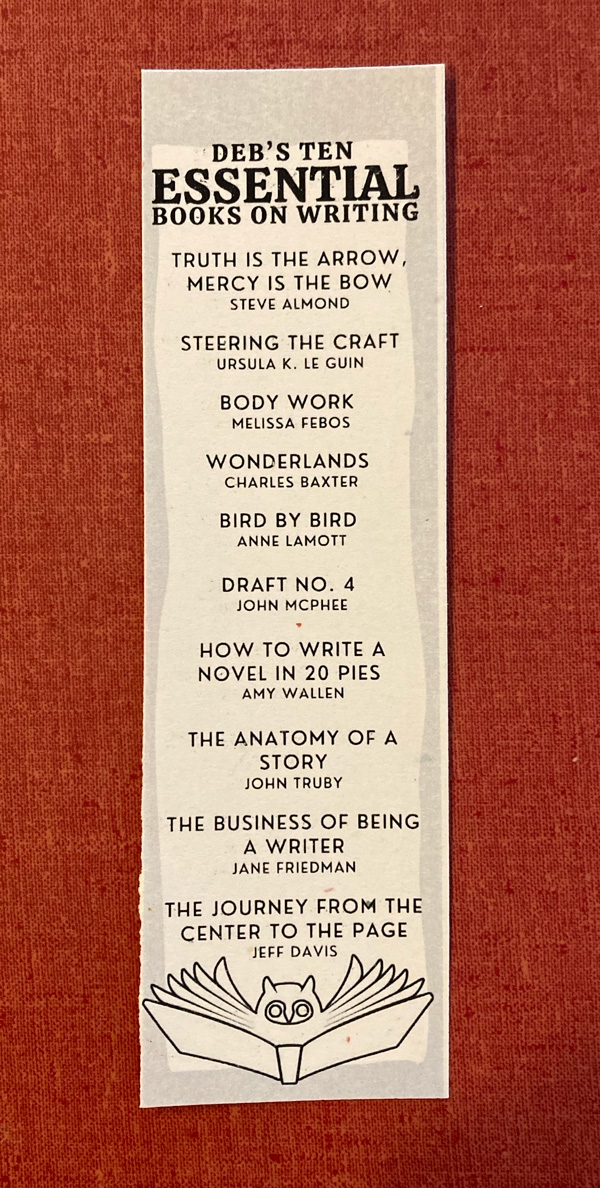 DEB'S TEN
ESSENTIAL
BOOKS ON WRITING
TRUTH IS THE ARROW,
MERCY IS THE BOW
STEVE ALMOND
STEERING THE CRAFT
URSULA K. LE GUIN
BODY WORK
MELISSA FEBOS
WONDERLANDS
CHARLES BAXTER
BIRD BY BIRD
ANNE LAMOTT
DRAFT NO. 4
JOHN MCPHEE
HOW TO WRITE A
NOVEL IN 20 PIES
AMY WALLEN
THE ANATOMY OF A
STORY
JOHN TRUBY
THE BUSINESS OF BEING
A WRITER
JANE FRIEDMAN
THE JOURNEY FROM THE
CENTER TO THE PAGE
JEFF DAVIS